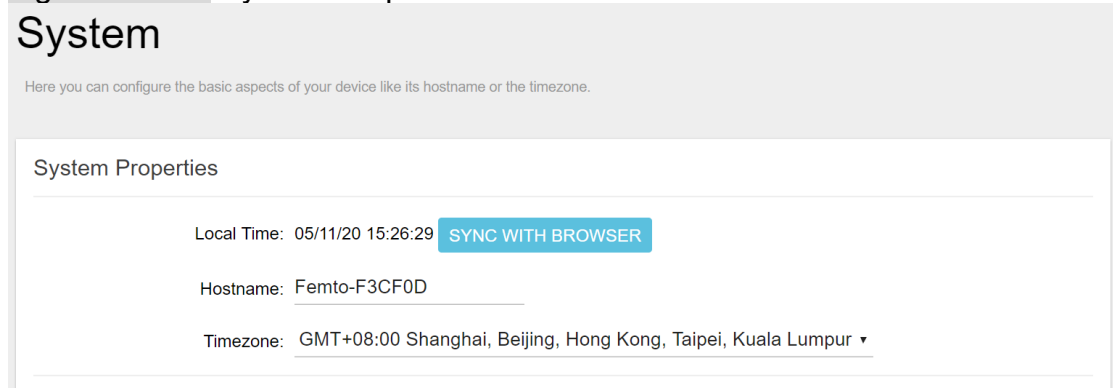 System
Here you can configure the basic aspects of your device like its hostname or the timezone.
System Properties
Local Time: 05/11/20 15:26:29 SYNC WITH BROWSER
Hostname: Femto-F3CF0D
Timezone: GMT+08:00 Shanghai, Beijing, Hong Kong, Taipei, Kuala Lumpur